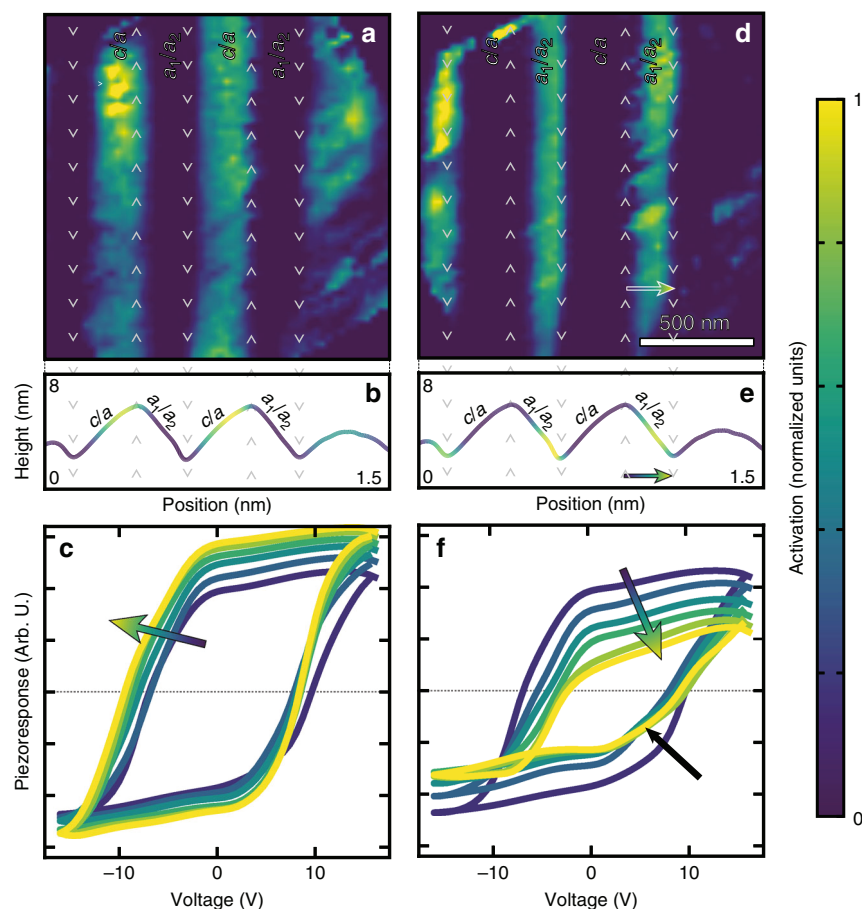 a
c/a
a1/a2
c/a
a1/a2
d
c/a
a1/a2
c/a
a1/a2
500 nm
1
0
Activation (normalized units)
Height (nm)
8
0
b
c/a
a1/a2
c/a
1.5
Position (nm)
8
0
e
c/a
a1/a2
c/a
a1/a2
1.5
Position (nm)
Piezoresponse (Arb. U.)
c
−10
0
10
Voltage (V)
f
−10
0
10
Voltage (V)